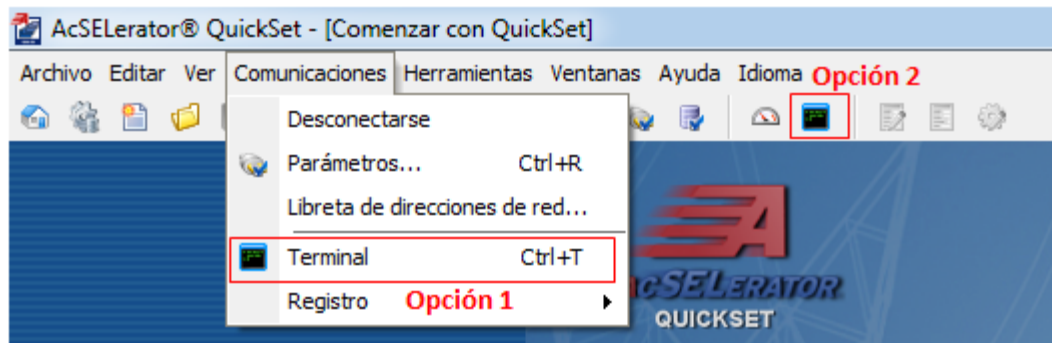 AcSELerator® QuickSet - [Comenzar con QuickSet]
Archivo Editar Ver Comunicaciones Herramientas Ventanas Ayuda Idioma Opción 2
Desconectarse
Parámetros... Ctrl+R
Libreta de direcciones de red...
Terminal Ctrl+T
Registro Opción 1
ACSELERATOR
QUICKSET